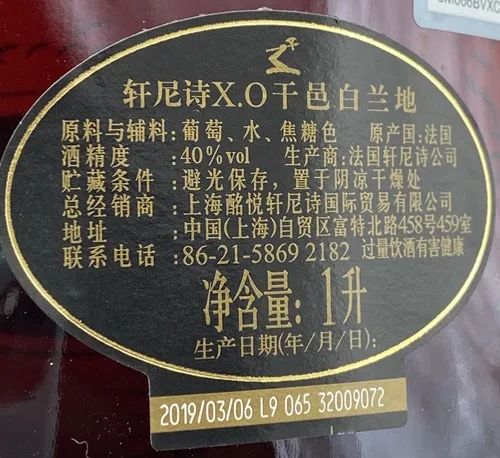 轩尼诗X.O干邑白兰地
原料与辅料:葡萄、水、焦糖色 原产国:法国
酒精度 :40%vol 生产商:法国轩尼诗公司
贮藏条件 :避光保存,置于阴凉干燥处
总经销商 :上海酩悦轩尼诗国际贸易有限公司
地址 :中国(上海)自贸区富特北路458号459室
联系电话 :86-21-5869 2182 过量饮酒有害健康
净含量:1升
生产日期(年/月/日):
2019/03/06 L9 065 32009072